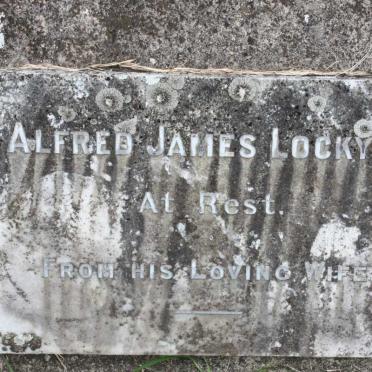 ALFRED JAMES LOCKY
At Rest.
FROM HIS LOVING WIFE